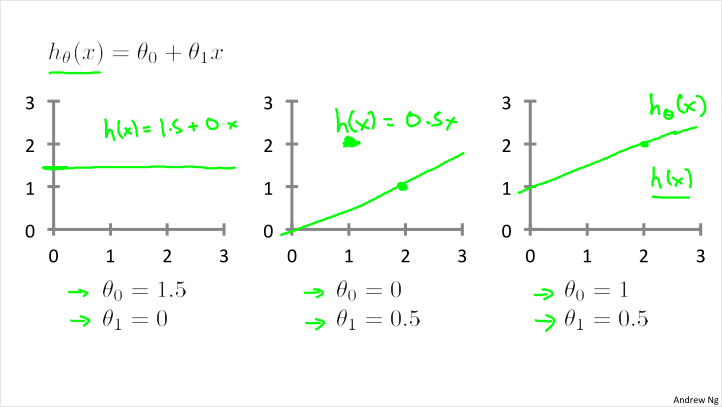 hθ(x) = θ0 + θ1x
3
2
1
0
0 1 2 3
h(x) = 1.5 + 0·x
θ0 = 1.5
θ1 = 0
3
2
1
0
0 1 2 3
h(x) = 0.5x
θ0 = 0
θ1 = 0.5
3
2
1
0
0 1 2 3
hθ(x)
h(x)
θ0 = 1
θ1 = 0.5
Andrew Ng